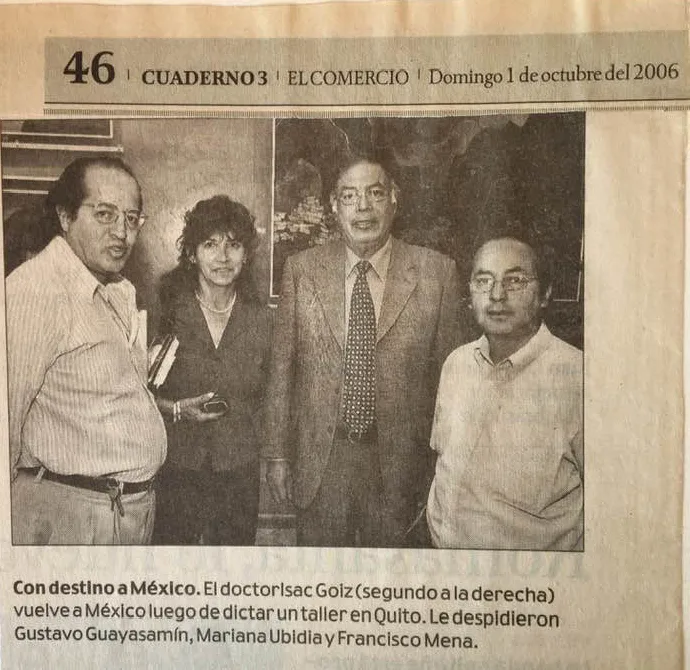 46 | CUADERNO 3 | EL COMERCIO | Domingo 1 de octubre del 2006
Con destino a México. El doctor Isac Goiz (segundo a la derecha)
vuelve a México luego de dictar un taller en Quito. Le despidieron
Gustavo Guayasamín, Mariana Ubidia y Francisco Mena.